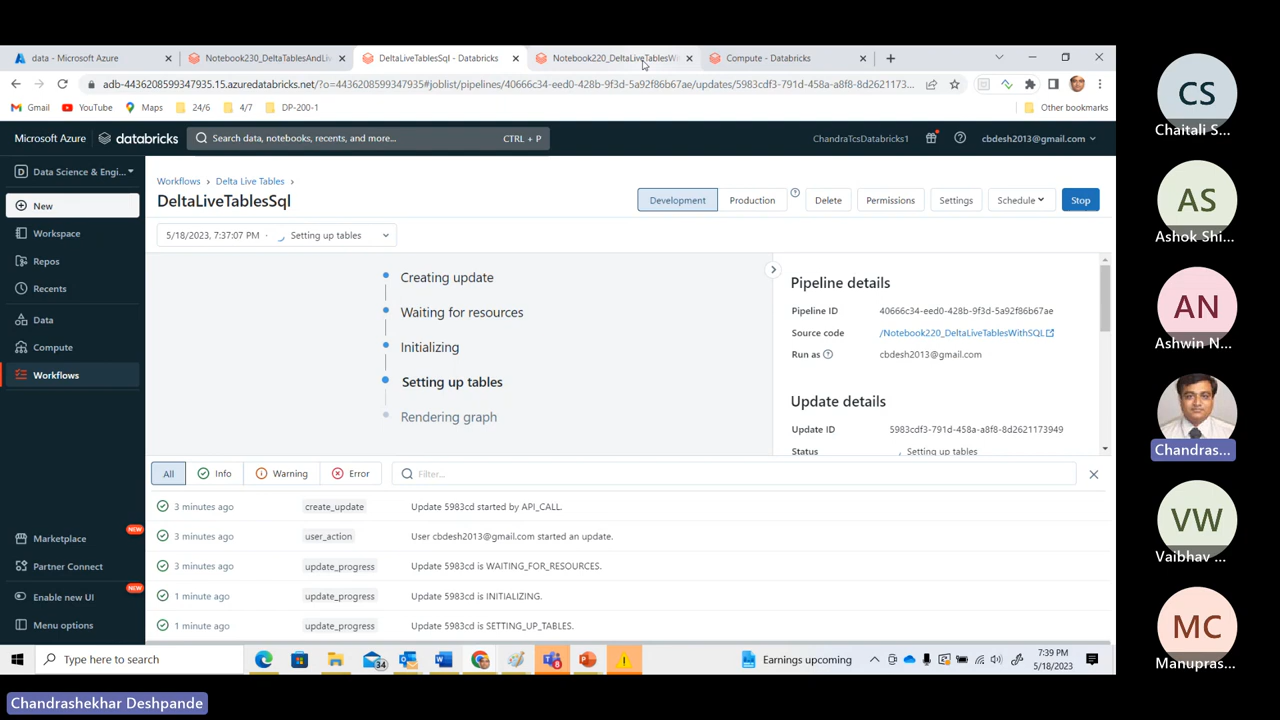 data - Microsoft Azure
Notebook230_DeltaTablesAndLiv
DeltaLiveTablesSql - Databricks
Notebook220_DeltaLiveTablesWi
Compute - Databricks
adb-4436208599347935.15.azuredatabricks.net/?o=4436208599347935#joblist/pipelines/40666c34-eed0-428b-9f3d-5a92f86b67ae/updates/5983cdf3-791d-458a-a8f8-8d2621173949...
Gmail
YouTube
Maps
24/6
4/7
DP-200-1
Other bookmarks
Microsoft Azure
databricks
Search data, notebooks, recents, and more...
CTRL + P
ChandraTcsDatabricks1
cbdesh2013@gmail.com
D Data Science & Engi...
New
Workspace
Repos
Recents
Data
Compute
Workflows
Marketplace
NEW
Partner Connect
Enable new UI
NEW
Menu options
Workflows > Delta Live Tables >
DeltaLiveTablesSql
Development
Production
Delete
Permissions
Settings
Schedule
Stop
5/18/2023, 7:37:07 PM · Setting up tables
Creating update
Waiting for resources
Initializing
Setting up tables
Rendering graph
Pipeline details
Pipeline ID 40666c34-eed0-428b-9f3d-5a92f86b67ae
Source code /Notebook220_DeltaLiveTablesWithSQL
Run as cbdesh2013@gmail.com
Update details
Update ID 5983cdf3-791d-458a-a8f8-8d2621173949
Status Setting up tables
All
Info
Warning
Error
Filter...
3 minutes ago create_update Update 5983cd started by API_CALL.
3 minutes ago user_action User cbdesh2013@gmail.com started an update.
3 minutes ago update_progress Update 5983cd is WAITING_FOR_RESOURCES.
1 minute ago update_progress Update 5983cd is INITIALIZING.
1 minute ago update_progress Update 5983cd is SETTING_UP_TABLES.
Type here to search
34
8
Earnings upcoming
7:39 PM
5/18/2023
CS
Chaitali S...
AS
Ashok Shi...
AN
Ashwin N...
Chandras...
VW
Vaibhav ...
MC
Manupras...
Chandrashekhar Deshpande